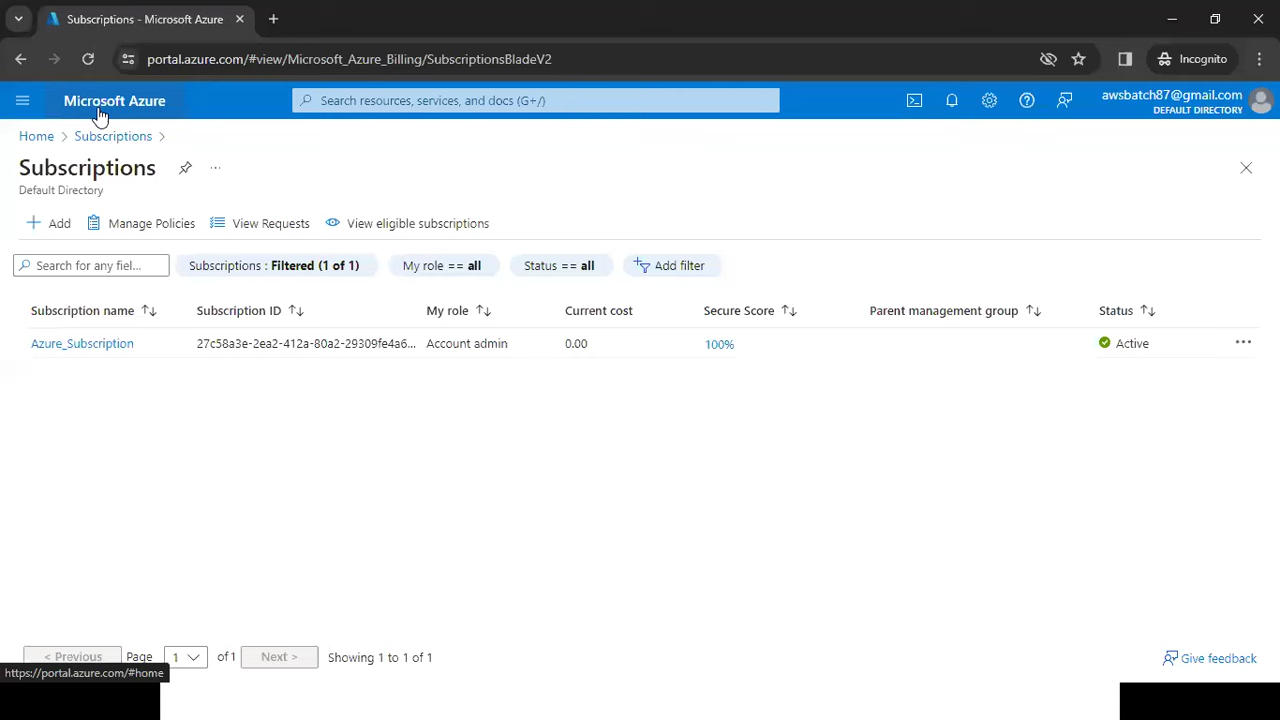 Subscriptions - Microsoft Azure
portal.azure.com/#view/Microsoft_Azure_Billing/SubscriptionsBladeV2
Incognito
Microsoft Azure
Search resources, services, and docs (G+/)
awsbatch87@gmail.com
DEFAULT DIRECTORY
Home > Subscriptions >
Subscriptions
Default Directory
Add
Manage Policies
View Requests
View eligible subscriptions
Search for any fiel...
Subscriptions : Filtered (1 of 1)
My role == all
Status == all
Add filter
Subscription name Subscription ID My role Current cost Secure Score Parent management group Status
Azure_Subscription 27c58a3e-2ea2-412a-80a2-29309fe4a6... Account admin 0.00 100% Active
< Previous Page 1 of 1 Next > Showing 1 to 1 of 1
Give feedback
https://portal.azure.com/#home